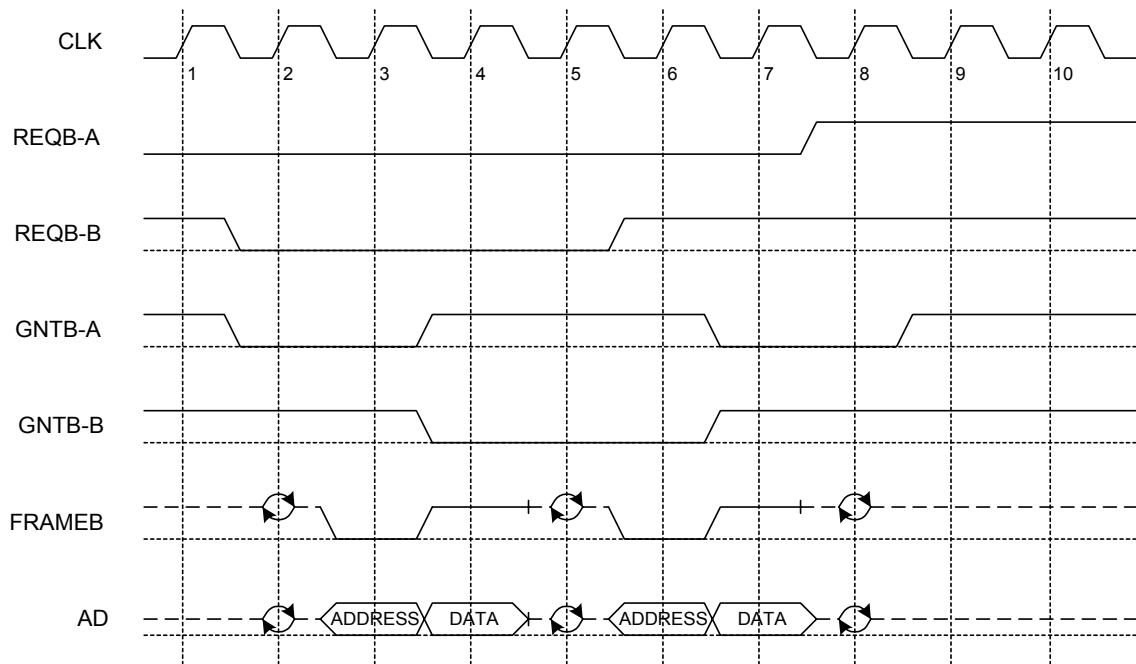 CLK
1 2 3 4 5 6 7 8 9 10
REQB-A
REQB-B
GNTB-A
GNTB-B
FRAMEB
AD ADDRESS DATA ADDRESS DATA